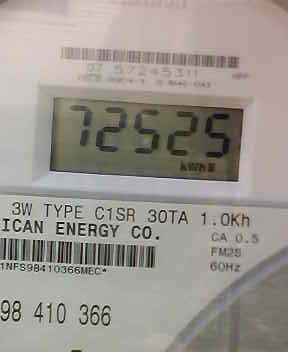 57245311
72525
kWh
3W TYPE C1SR 30TA 1.0Kh
ICAN ENERGY CO.
CA 0.5
FM2S
60Hz
1NFS98410366MEC*
98 410 366